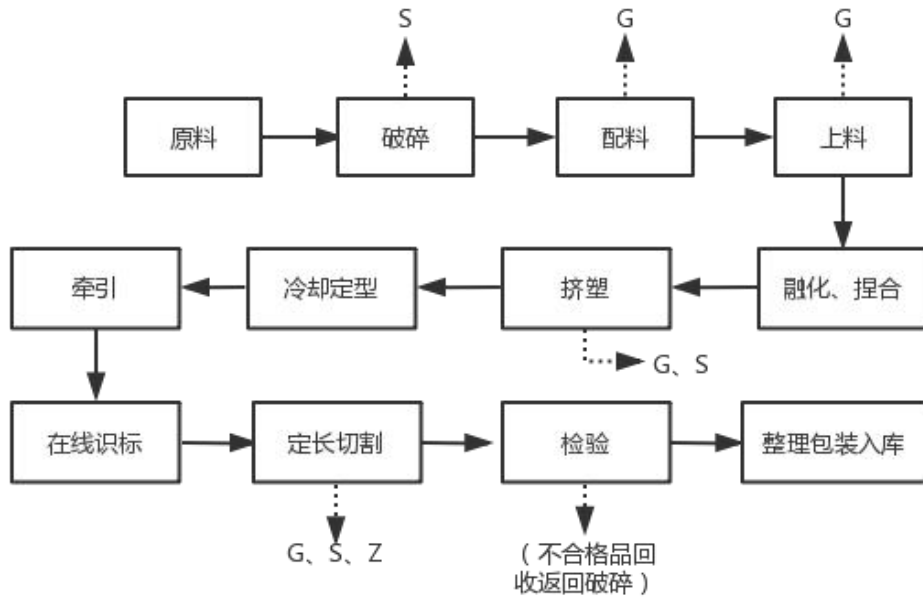 S
G
G
原料
破碎
配料
上料
牵引
冷却定型
挤塑
融化、捏合
G、S
在线识标
定长切割
检验
整理包装入库
G、S、Z
（不合格品回
收返回破碎）